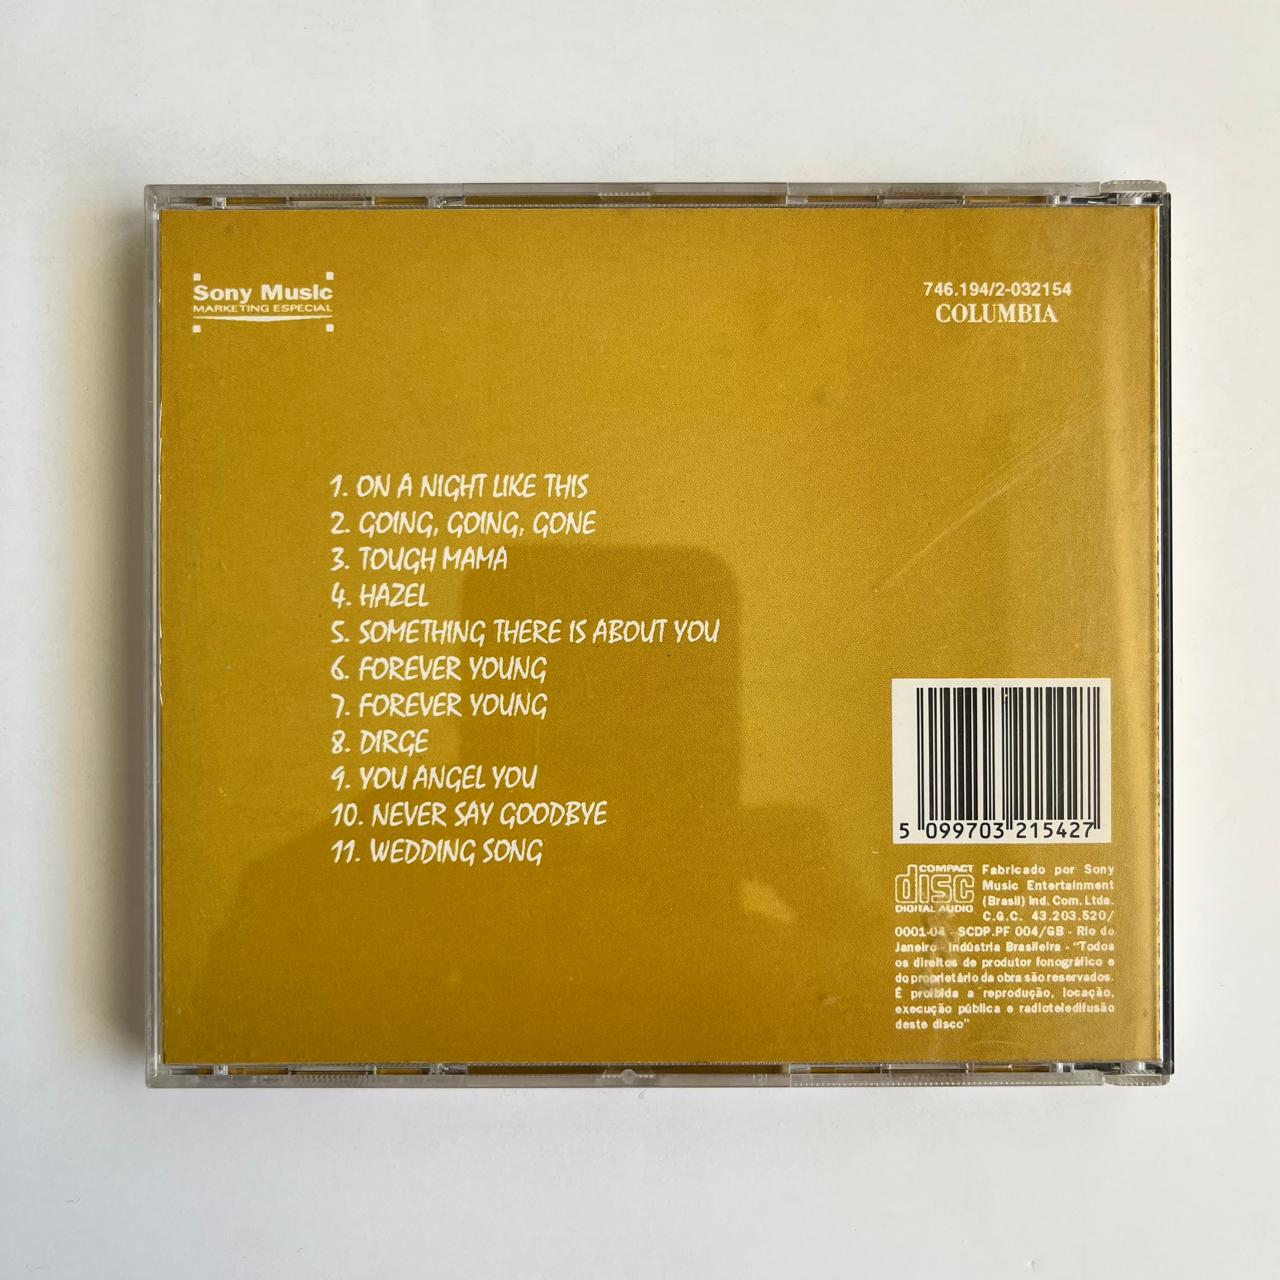 Sony Music
MARKETING ESPECIAL
746.194/2-032154
COLUMBIA
1. ON A NIGHT LIKE THIS
2. GOING, GOING, GONE
3. TOUGH MAMA
4. HAZEL
5. SOMETHING THERE IS ABOUT YOU
6. FOREVER YOUNG
7. FOREVER YOUNG
8. DIRGE
9. YOU ANGEL YOU
10. NEVER SAY GOODBYE
11. WEDDING SONG
5 099703 215427
COMPACT
disc
DIGITAL AUDIO
Fabricado por Sony
Music Entertainment
(Brasil) Ind. Com. Ltda.
C.G.C. 43.203.520/
0001-04 - SCDP.PF 004/GB - Rio de
Janeiro - Indústria Brasileira - "Todos
os direitos de produtor fonográfico e
do proprietário da obra são reservados.
É proibida a reprodução, locação,
execução pública e radioteledifusão
deste disco"